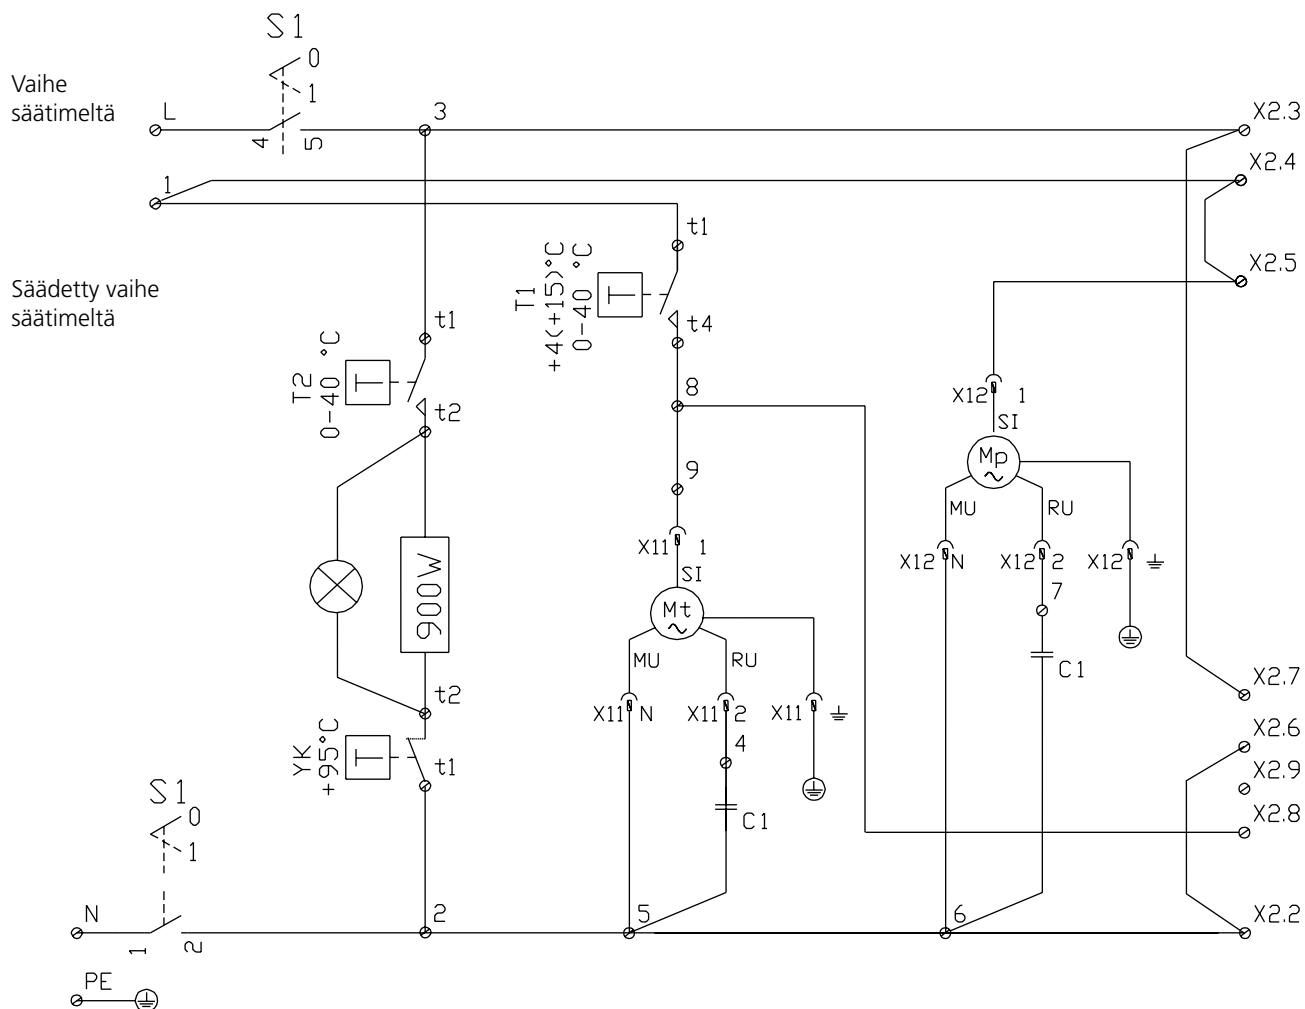 S1
0
1
Vaihe
säätimeltä
L
4
5
3
X2.3
1
X2.4
t1
X2.5
Säädetty vaihe
säätimeltä
T1
+4(+15)°C
0-40 °C
t4
t1
T2
0-40 °C
t2
8
X12 1
SI
Mp
MU
RU
9
X11 1
SI
X12 N
X12 2
X12
7
900W
Mt
MU
RU
C1
X2.7
t2
X11 N
X11 2
X11
4
X2.6
YK
+95°C
t1
X2.9
S1
0
1
C1
X2.8
N
1
2
2
5
6
X2.2
PE